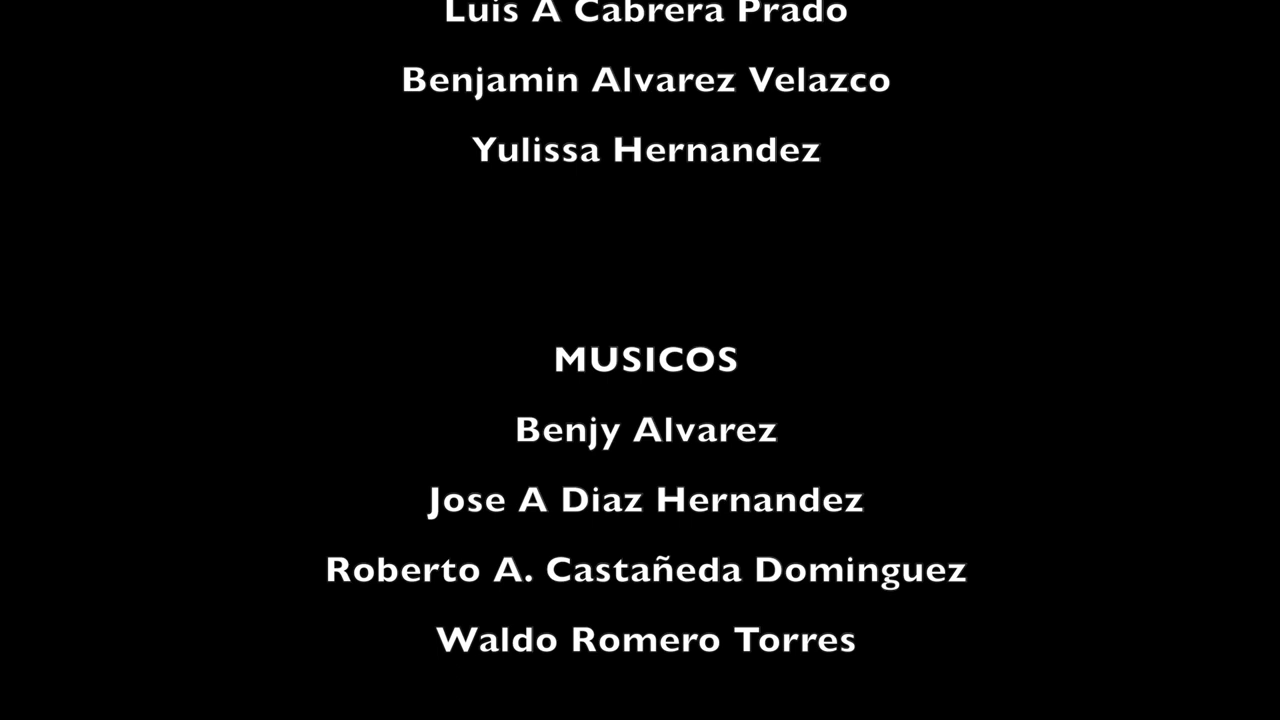 Luis A Cabrera Prado
Benjamin Alvarez Velazco
Yulissa Hernandez
MUSICOS
Benjy Alvarez
Jose A Diaz Hernandez
Roberto A. Castañeda Dominguez
Waldo Romero Torres